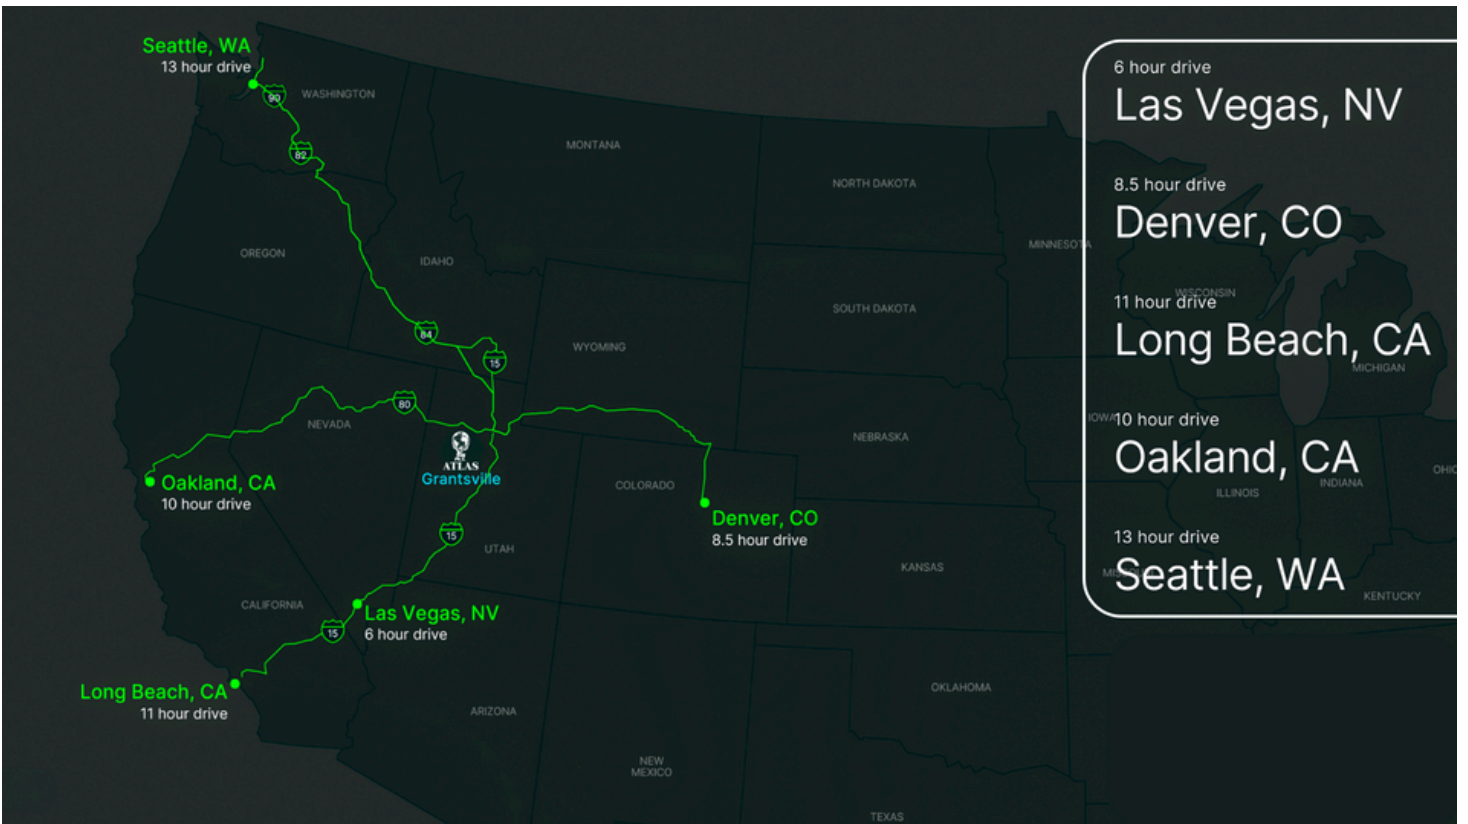 Seattle, WA
13 hour drive
90
WASHINGTON
82
MONTANA
NORTH DAKOTA
MINNESOTA
OREGON
IDAHO
SOUTH DAKOTA
84
15
WYOMING
80
NEVADA
NEBRASKA
IOWA
ATLAS
Grantsville
Oakland, CA
10 hour drive
COLORADO
Denver, CO
8.5 hour drive
15
UTAH
KANSAS
CALIFORNIA
Las Vegas, NV
6 hour drive
15
Long Beach, CA
11 hour drive
ARIZONA
OKLAHOMA
NEW
MEXICO
TEXAS
6 hour drive
Las Vegas, NV
8.5 hour drive
Denver, CO
WISCONSIN
11 hour drive
Long Beach, CA
MICHIGAN
10 hour drive
Oakland, CA
ILLINOIS
INDIANA
OHIO
13 hour drive
Seattle, WA
KENTUCKY